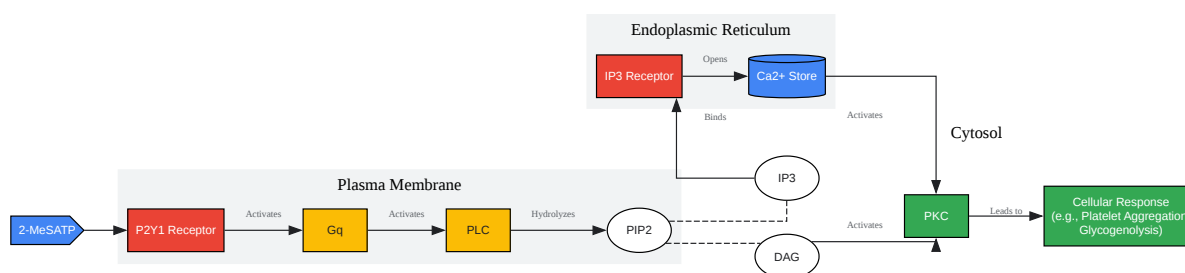 Endoplasmic Reticulum
IP3 Receptor
Opens
Ca2+ Store
Binds
Activates
Cytosol
Plasma Membrane
IP3
2-MeSATP
P2Y1 Receptor
Activates
Gq
Activates
PLC
Hydrolyzes
PIP2
DAG
Activates
PKC
Leads to
Cellular Response
(e.g., Platelet Aggregation
Glycogenolysis)